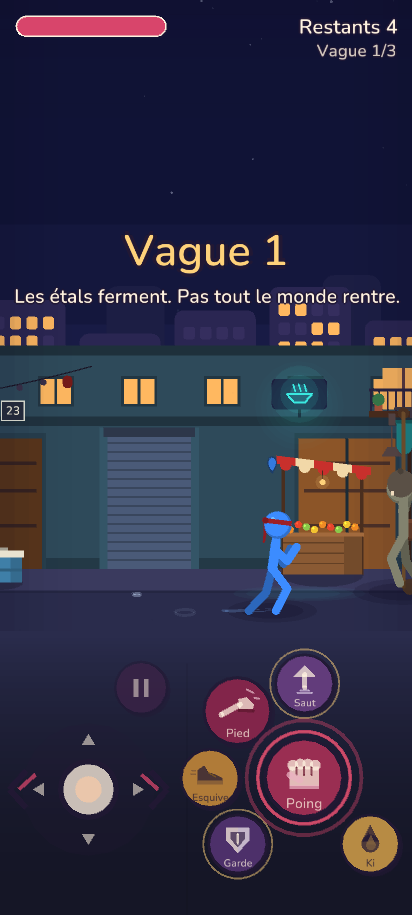 Restants 4
Vague 1/3
Vague 1
Les étals ferment. Pas tout le monde rentre.
23
Saut
Pied
Esquive
Poing
Garde
Ki